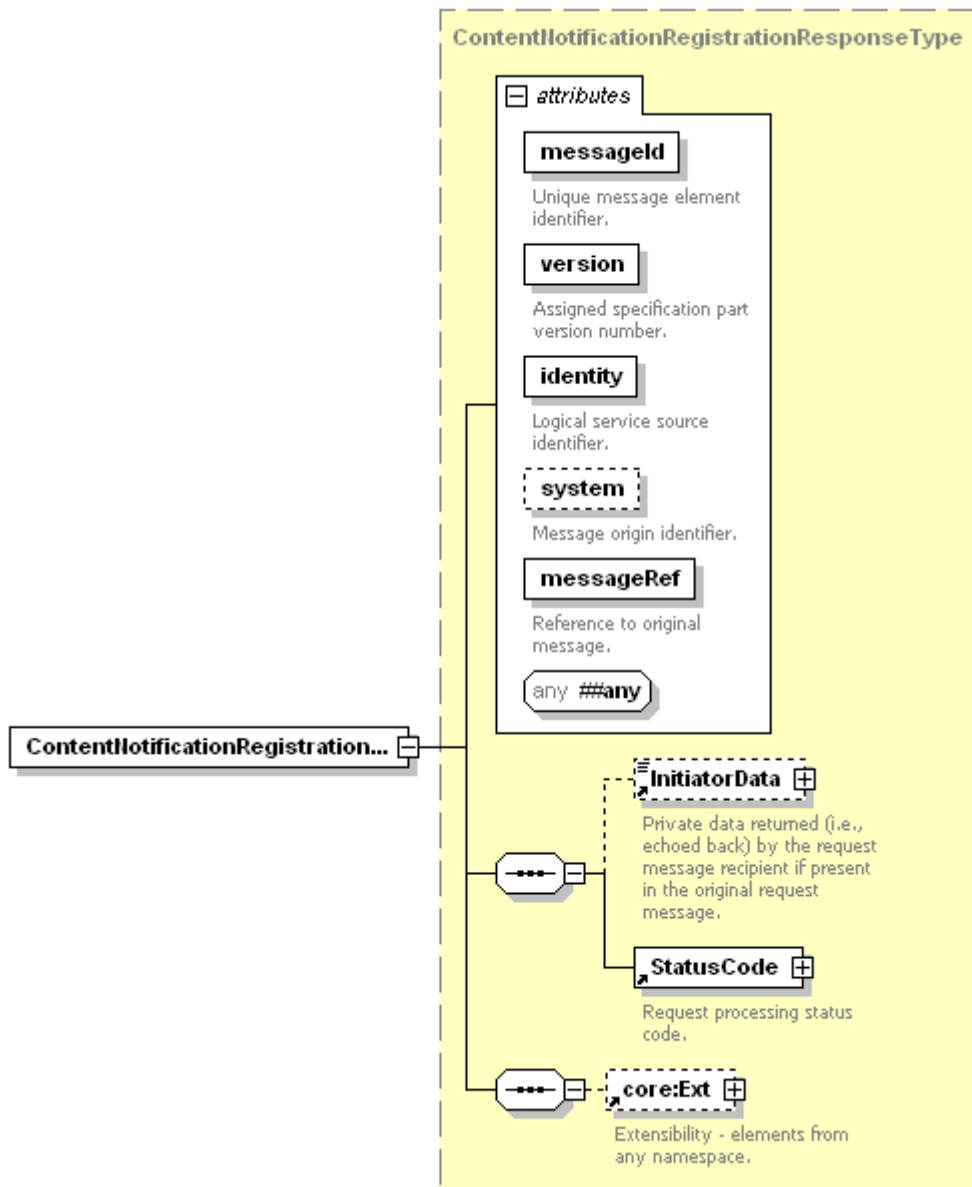 ContentNotificationRegistrationResponseType
attributes
messageId
Unique message element
identifier.
version
Assigned specification part
version number.
identity
Logical service source
identifier.
system
Message origin identifier.
messageRef
Reference to original
message.
any ##any
ContentNotificationRegistration...
InitiatorData
Private data returned (i.e.,
echoed back) by the request
message recipient if present
in the original request
message.
StatusCode
Request processing status
code.
core:Ext
Extensibility - elements from
any namespace.